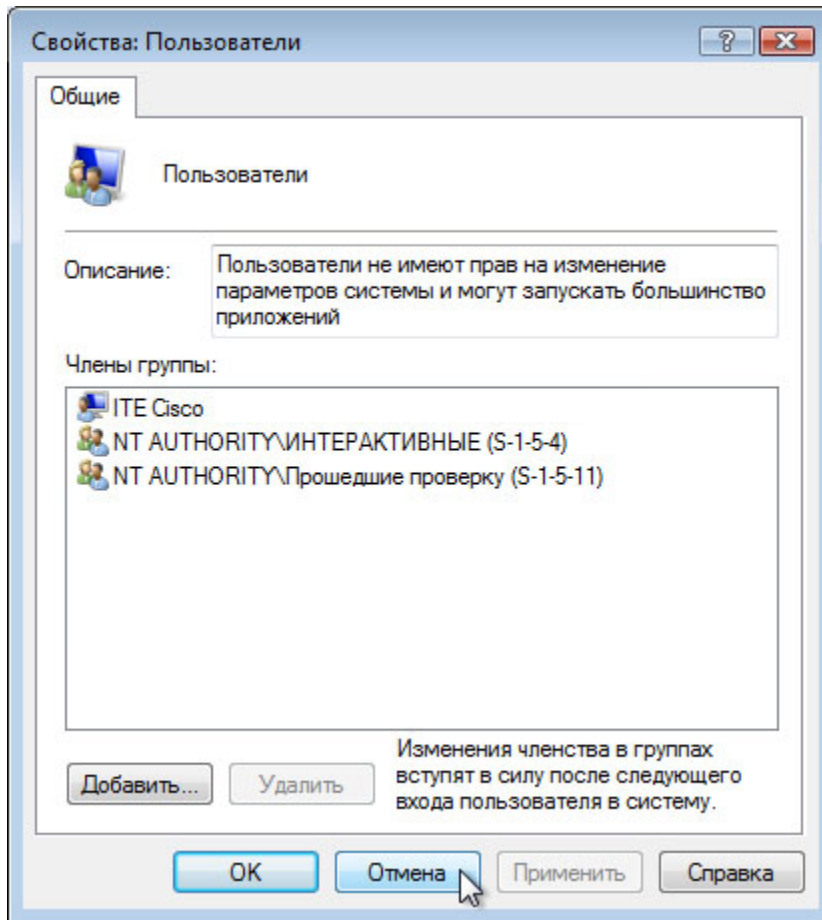 Свойства: Пользователи
Общие
Пользователи
Описание:
Пользователи не имеют прав на изменение
параметров системы и могут запускать большинство
приложений
Члены группы:
ITE Cisco
NT AUTHORITY\ИНТЕРАКТИВНЫЕ (S-1-5-4)
NT AUTHORITY\Прошедшие проверку (S-1-5-11)
Добавить...
Удалить
Изменения членства в группах
вступят в силу после следующего
входа пользователя в систему.
OK
Отмена
Применить
Справка